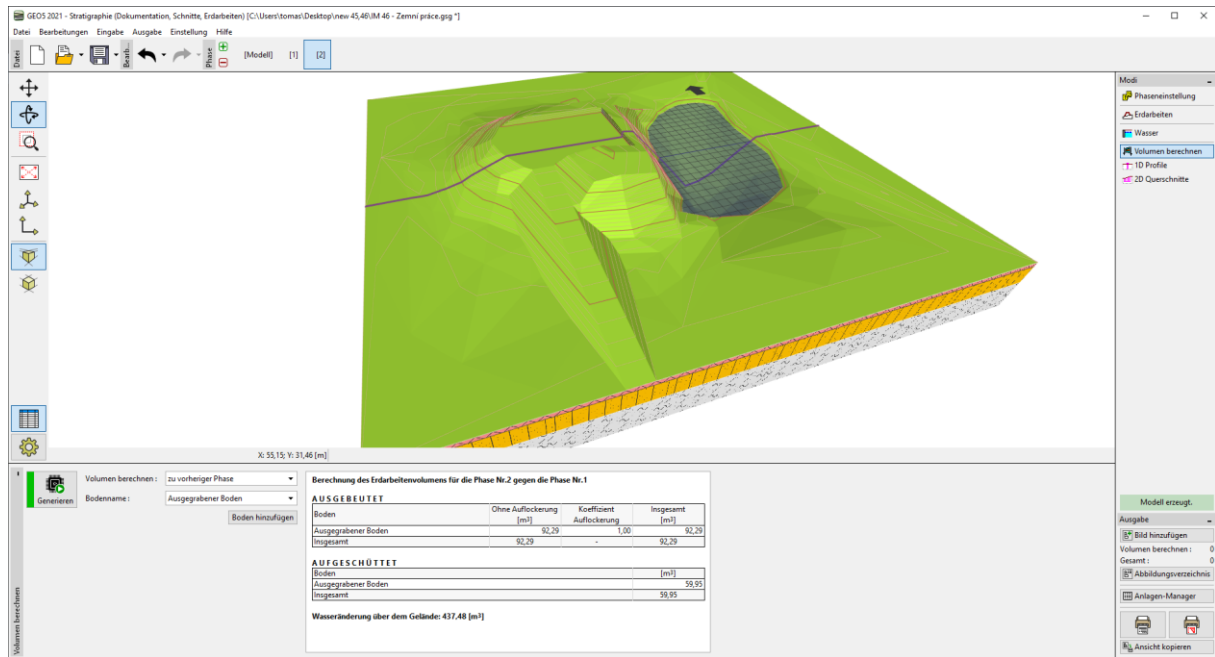 GEO5 2021 - Stratigraphie (Dokumentation, Schnitte, Erdarbeiten) [C:\Users\tomas\Desktop\new 45,46\IM 46 - Zemní práce.gsg *]
Datei Bearbeitungen Eingabe Ausgabe Einstellung Hilfe
Datei
Bearb...
Phase
[Modell] [1] [2]
X: 55,15; Y: 31,46 [m]
Modi
Phaseneinstellung
Erdarbeiten
Wasser
Volumen berechnen
1D Profile
2D Querschnitte
Modell erzeugt.
Ausgabe
Bild hinzufügen
Volumen berechnen : 0
Gesamt : 0
Abbildungsverzeichnis
Anlagen-Manager
Ansicht kopieren
Volumen berechnen
Generieren
Volumen berechnen : zu vorheriger Phase
Bodenname : Ausgegrabener Boden
Boden hinzufügen
Berechnung des Erdarbeitenvolumens für die Phase Nr.2 gegen die Phase Nr.1
AUSGEBEUTET
Boden Ohne Auflockerung Koeffizient Insgesamt
[m³] Auflockerung [m³]
Ausgegrabener Boden 92,29 1,00 92,29
Insgesamt 92,29 - 92,29
AUFGESCHÜTTET
Boden [m³]
Ausgegrabener Boden 59,95
Insgesamt 59,95
Wasseränderung über dem Gelände: 437,48 [m³]